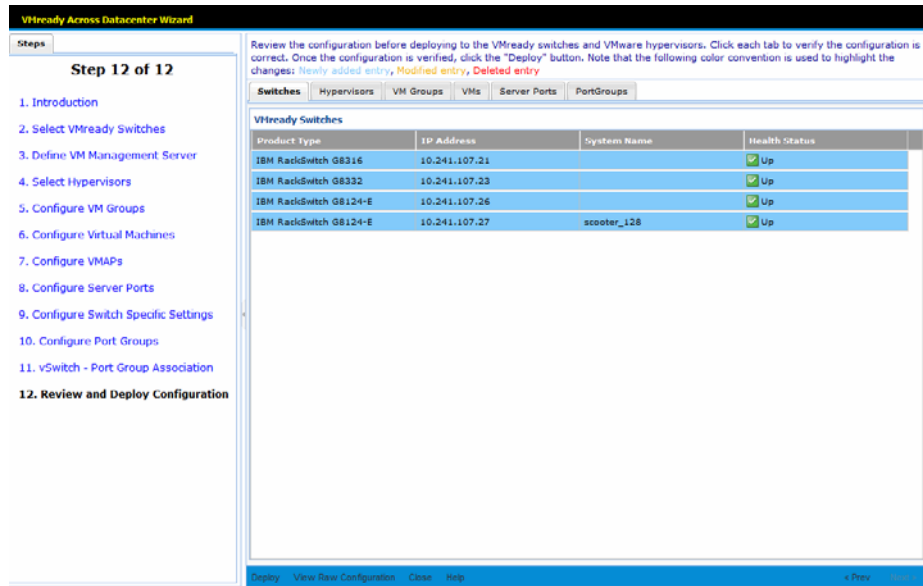 VMready Across Datacenter Wizard
Steps
Step 12 of 12
1. Introduction
2. Select VMready Switches
3. Define VM Management Server
4. Select Hypervisors
5. Configure VM Groups
6. Configure Virtual Machines
7. Configure VMAPs
8. Configure Server Ports
9. Configure Switch Specific Settings
10. Configure Port Groups
11. vSwitch - Port Group Association
12. Review and Deploy Configuration
Review the configuration before deploying to the VMready switches and VMware hypervisors. Click each tab to verify the configuration is
correct. Once the configuration is verified, click the "Deploy" button. Note that the following color convention is used to highlight the
changes: Newly added entry, Modified entry, Deleted entry
Switches Hypervisors VM Groups VMs Server Ports PortGroups
VMready Switches
Product Type IP Address System Name Health Status
IBM RackSwitch G8316 10.241.107.21 Up
IBM RackSwitch G8332 10.241.107.23 Up
IBM RackSwitch G8124-E 10.241.107.26 Up
IBM RackSwitch G8124-E 10.241.107.27 scooter_128 Up
Deploy View Raw Configuration Close Help < Prev Next >